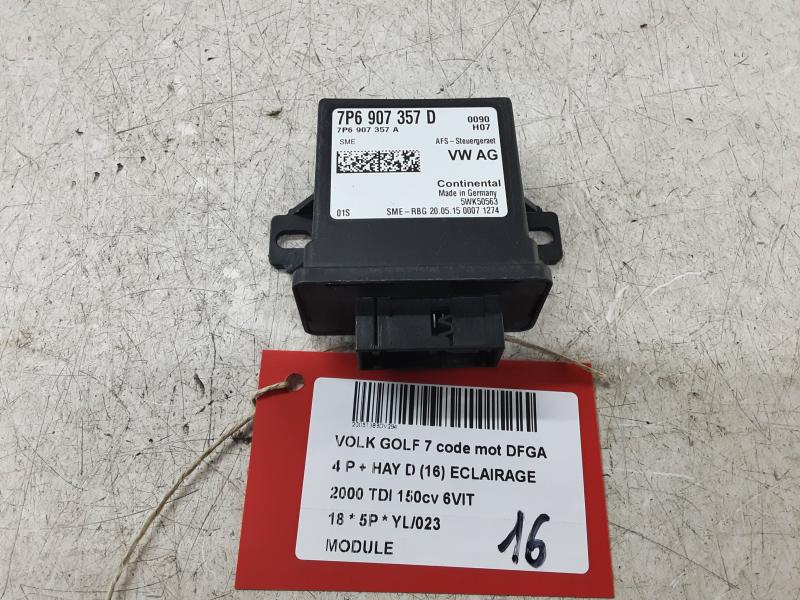 7P6 907 357 D
7P6 907 357 A
0090
H07
SME
AFS-Steuergeraet
VW AG
Continental
Made in Germany
5WK50563
01S SME-RBG 20.05.15 0007 1274
VOLK GOLF 7 code mot DFGA
4 P + HAY D (16) ECLAIRAGE
2000 TDI 150cv 6VIT
18 * 5P * YL/023
MODULE
16